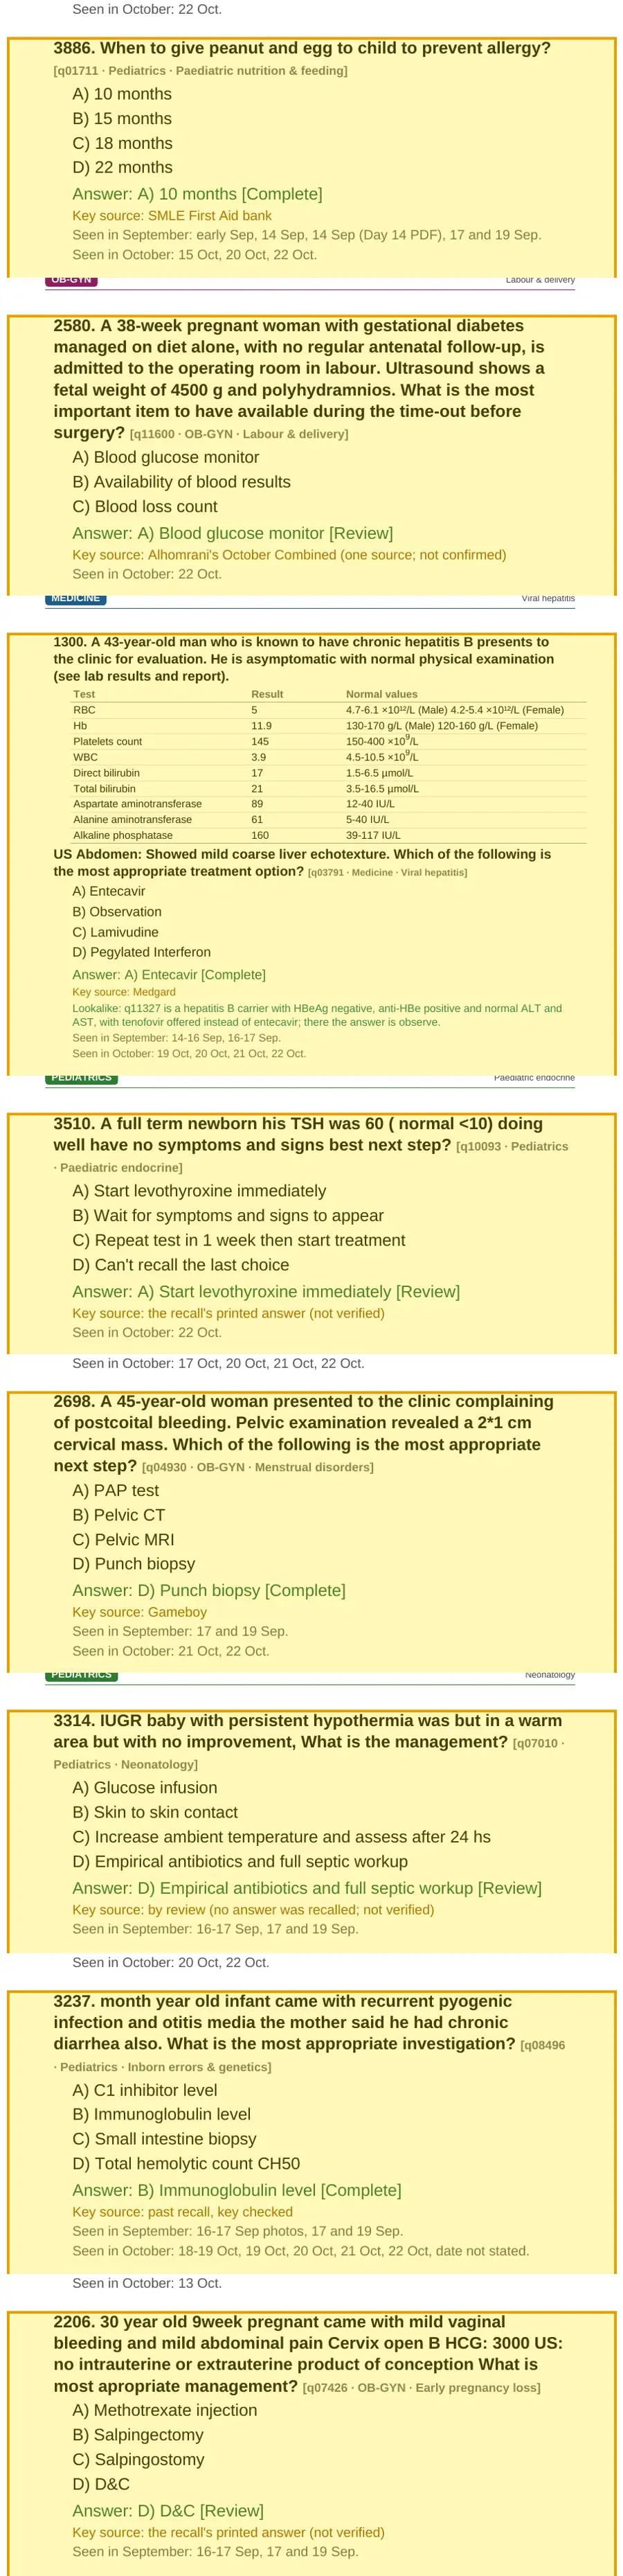 Seen in October: 22 Oct.
3886. When to give peanut and egg to child to prevent allergy?
[q01711 · Pediatrics · Paediatric nutrition & feeding]
A) 10 months
B) 15 months
C) 18 months
D) 22 months
Answer: A) 10 months [Complete]
Key source: SMLE First Aid bank
Seen in September: early Sep, 14 Sep, 14 Sep (Day 14 PDF), 17 and 19 Sep.
Seen in October: 15 Oct, 20 Oct, 22 Oct.
OB-GYN Labour & delivery
2580. A 38-week pregnant woman with gestational diabetes
managed on diet alone, with no regular antenatal follow-up, is
admitted to the operating room in labour. Ultrasound shows a
fetal weight of 4500 g and polyhydramnios. What is the most
important item to have available during the time-out before
surgery? [q11600 · OB-GYN · Labour & delivery]
A) Blood glucose monitor
B) Availability of blood results
C) Blood loss count
Answer: A) Blood glucose monitor [Review]
Key source: Alhomrani's October Combined (one source; not confirmed)
Seen in October: 22 Oct.
MEDICINE Viral hepatitis
1300. A 43-year-old man who is known to have chronic hepatitis B presents to
the clinic for evaluation. He is asymptomatic with normal physical examination
(see lab results and report).
Test Result Normal values
RBC 5 4.7-6.1 ×10¹²/L (Male) 4.2-5.4 ×10¹²/L (Female)
Hb 11.9 130-170 g/L (Male) 120-160 g/L (Female)
Platelets count 145 150-400 ×10⁹/L
WBC 3.9 4.5-10.5 ×10⁹/L
Direct bilirubin 17 1.5-6.5 µmol/L
Total bilirubin 21 3.5-16.5 µmol/L
Aspartate aminotransferase 89 12-40 IU/L
Alanine aminotransferase 61 5-40 IU/L
Alkaline phosphatase 160 39-117 IU/L
US Abdomen: Showed mild coarse liver echotexture. Which of the following is
the most appropriate treatment option? [q03791 · Medicine · Viral hepatitis]
A) Entecavir
B) Observation
C) Lamivudine
D) Pegylated Interferon
Answer: A) Entecavir [Complete]
Key source: Medgard
Lookalike: q11327 is a hepatitis B carrier with HBeAg negative, anti-HBe positive and normal ALT and
AST, with tenofovir offered instead of entecavir; there the answer is observe.
Seen in September: 14-16 Sep, 16-17 Sep.
Seen in October: 19 Oct, 20 Oct, 21 Oct, 22 Oct.
PEDIATRICS Paediatric endocrine
3510. A full term newborn his TSH was 60 ( normal <10) doing
well have no symptoms and signs best next step? [q10093 · Pediatrics
· Paediatric endocrine]
A) Start levothyroxine immediately
B) Wait for symptoms and signs to appear
C) Repeat test in 1 week then start treatment
D) Can't recall the last choice
Answer: A) Start levothyroxine immediately [Review]
Key source: the recall's printed answer (not verified)
Seen in October: 22 Oct.
Seen in October: 17 Oct, 20 Oct, 21 Oct, 22 Oct.
2698. A 45-year-old woman presented to the clinic complaining
of postcoital bleeding. Pelvic examination revealed a 2*1 cm
cervical mass. Which of the following is the most appropriate
next step? [q04930 · OB-GYN · Menstrual disorders]
A) PAP test
B) Pelvic CT
C) Pelvic MRI
D) Punch biopsy
Answer: D) Punch biopsy [Complete]
Key source: Gameboy
Seen in September: 17 and 19 Sep.
Seen in October: 21 Oct, 22 Oct.
PEDIATRICS Neonatology
3314. IUGR baby with persistent hypothermia was but in a warm
area but with no improvement, What is the management? [q07010 ·
Pediatrics · Neonatology]
A) Glucose infusion
B) Skin to skin contact
C) Increase ambient temperature and assess after 24 hs
D) Empirical antibiotics and full septic workup
Answer: D) Empirical antibiotics and full septic workup [Review]
Key source: by review (no answer was recalled; not verified)
Seen in September: 16-17 Sep, 17 and 19 Sep.
Seen in October: 20 Oct, 22 Oct.
3237. month year old infant came with recurrent pyogenic
infection and otitis media the mother said he had chronic
diarrhea also. What is the most appropriate investigation? [q08496
· Pediatrics · Inborn errors & genetics]
A) C1 inhibitor level
B) Immunoglobulin level
C) Small intestine biopsy
D) Total hemolytic count CH50
Answer: B) Immunoglobulin level [Complete]
Key source: past recall, key checked
Seen in September: 16-17 Sep photos, 17 and 19 Sep.
Seen in October: 18-19 Oct, 19 Oct, 20 Oct, 21 Oct, 22 Oct, date not stated.
Seen in October: 13 Oct.
2206. 30 year old 9week pregnant came with mild vaginal
bleeding and mild abdominal pain Cervix open B HCG: 3000 US:
no intrauterine or extrauterine product of conception What is
most apropriate management? [q07426 · OB-GYN · Early pregnancy loss]
A) Methotrexate injection
B) Salpingectomy
C) Salpingostomy
D) D&C
Answer: D) D&C [Review]
Key source: the recall's printed answer (not verified)
Seen in September: 16-17 Sep, 17 and 19 Sep.